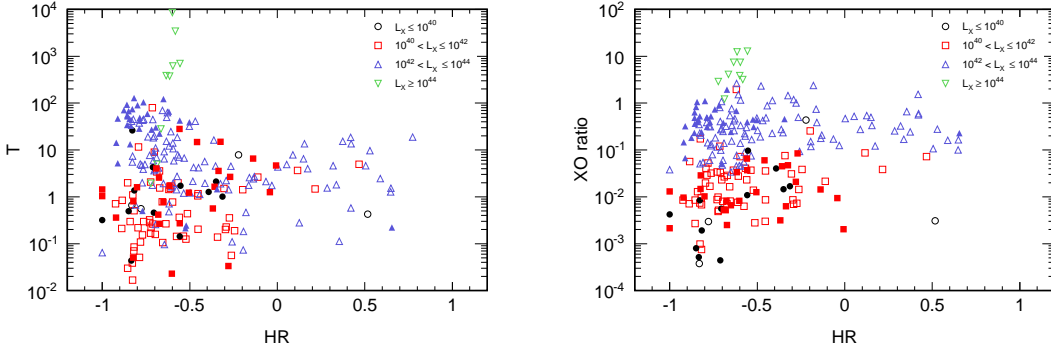 10^4
10^3
10^2
10^1
10^0
10^-1
10^-2
T
-1 -0.5 0 0.5 1
HR
L_X ≤ 10^40
10^40 < L_X ≤ 10^42
10^42 < L_X ≤ 10^44
L_X ≥ 10^44
100
10
1
10^-1
10^-2
10^-3
10^-4
XO ratio
-1 -0.5 0 0.5 1
HR
L_X ≤ 10^40
10^40 < L_X ≤ 10^42
10^42 < L_X ≤ 10^44
L_X ≥ 10^44